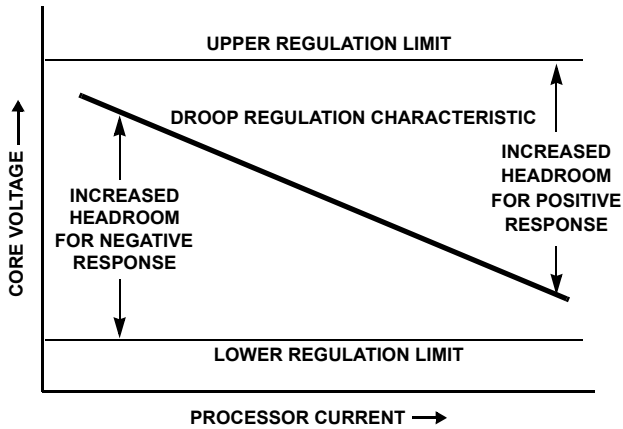 UPPER REGULATION LIMIT
DROOP REGULATION CHARACTERISTIC
INCREASED
HEADROOM
FOR NEGATIVE
RESPONSE
INCREASED
HEADROOM
FOR POSITIVE
RESPONSE
LOWER REGULATION LIMIT
CORE VOLTAGE
PROCESSOR CURRENT